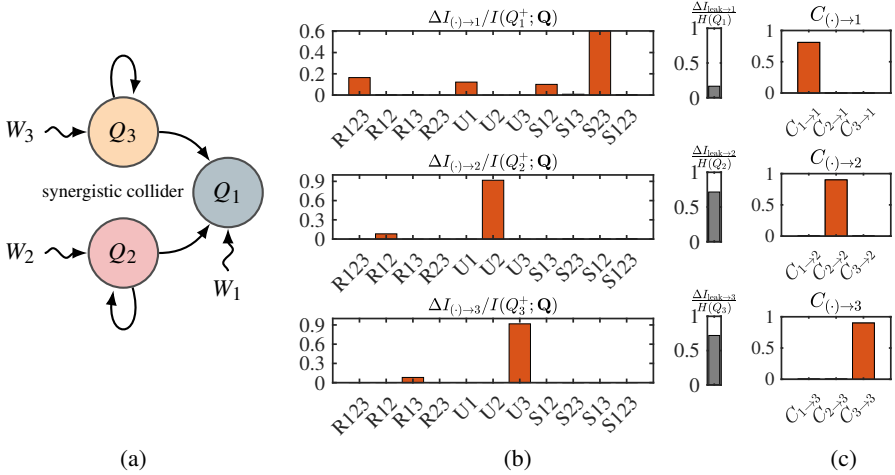 W₃
Q₃
synergistic collider
Q₁
W₂
Q₂
W₁
(a)
ΔI₍.₎→₁/I(Q₁⁺; Q)
0.6
0.4
0.2
0
R123
R12
R13
R23
U1
U2
U3
S12
S13
S23
S123
ΔI₍.₎→₂/I(Q₂⁺; Q)
0.9
0.6
0.3
0
R123
R12
R13
R23
U1
U2
U3
S13
S23
S12
S123
ΔI₍.₎→₃/I(Q₃⁺; Q)
0.9
0.6
0.3
0
R123
R12
R13
R23
U1
U2
U3
S12
S23
S13
S123
(b)
ΔI_leak→1
H(Q₁)
1
0.5
0
ΔI_leak→2
H(Q₂)
1
0.5
0
ΔI_leak→3
H(Q₃)
1
0.5
0
C₍.₎→₁
1
0.5
0
C₁→₁
C₂→₁
C₃→₁
C₍.₎→₂
1
0.5
0
C₁→₂
C₂→₂
C₃→₂
C₍.₎→₃
1
0.5
0
C₁→₃
C₂→₃
C₃→₃
(c)